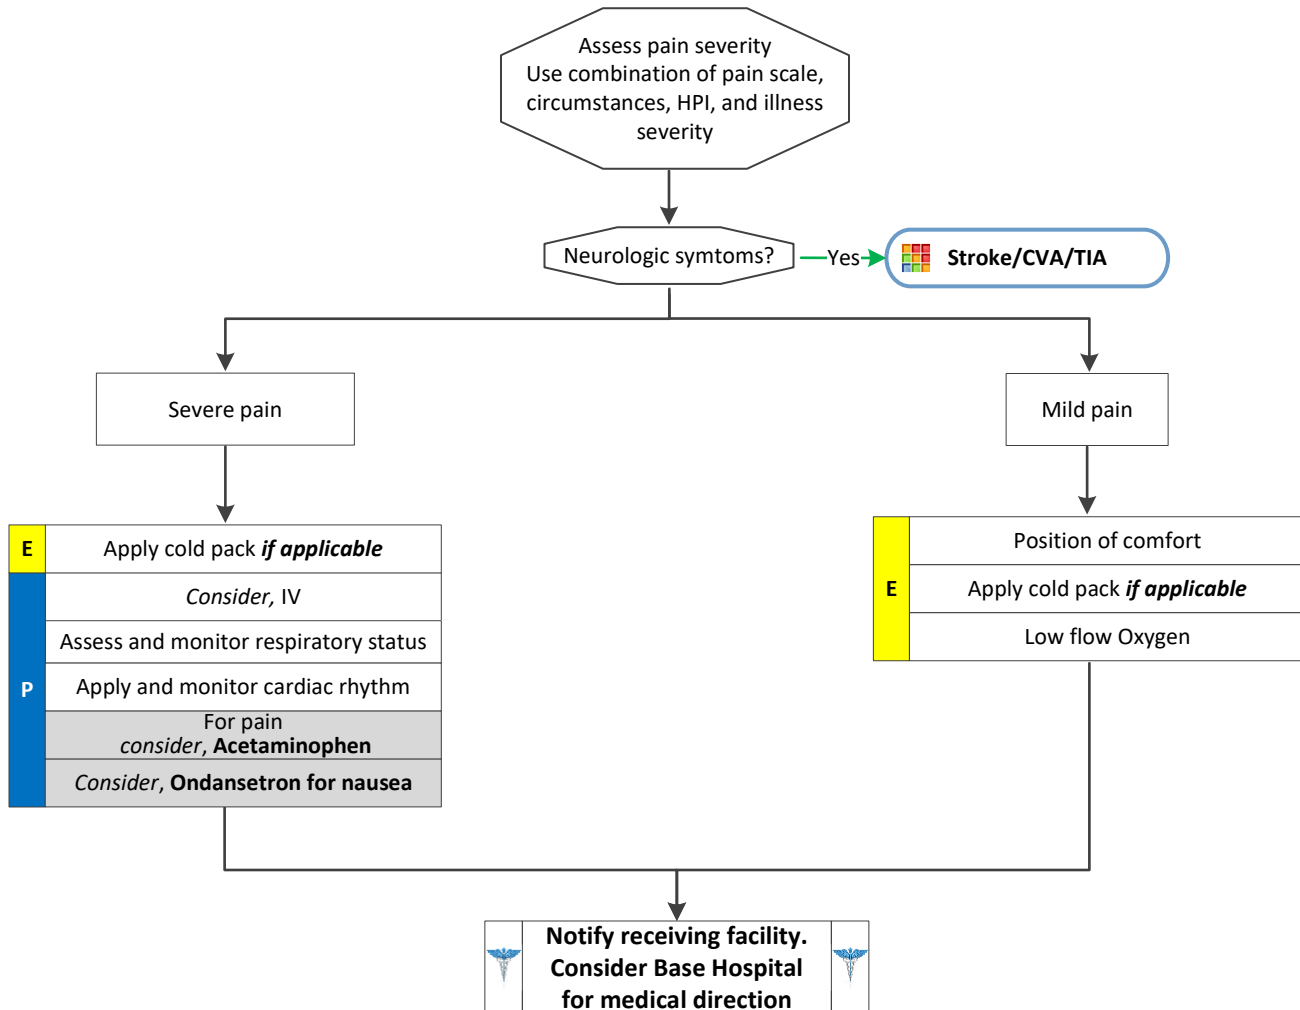 Assess pain severity
Use combination of pain scale,
circumstances, HPI, and illness
severity
Neurologic symtoms?
Yes
Stroke/CVA/TIA
Severe pain
Mild pain
E
Apply cold pack if applicable
P
Consider, IV
Assess and monitor respiratory status
Apply and monitor cardiac rhythm
For pain
consider, Acetaminophen
Consider, Ondansetron for nausea
E
Position of comfort
Apply cold pack if applicable
Low flow Oxygen
Notify receiving facility.
Consider Base Hospital
for medical direction